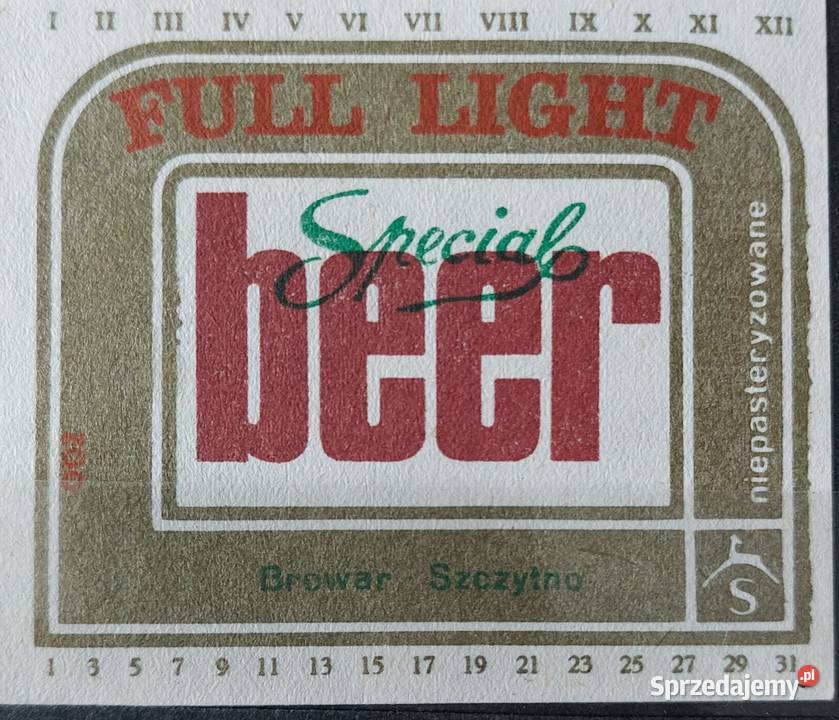 I II III IV V VI VII VIII IX X XI XII
FULL LIGHT
Special
beer
niepasteryzowane
Browar - Szczytno
S
1 3 5 7 9 11 13 15 17 19 21 23 25 27 29 31
Sprzedajemy.pl